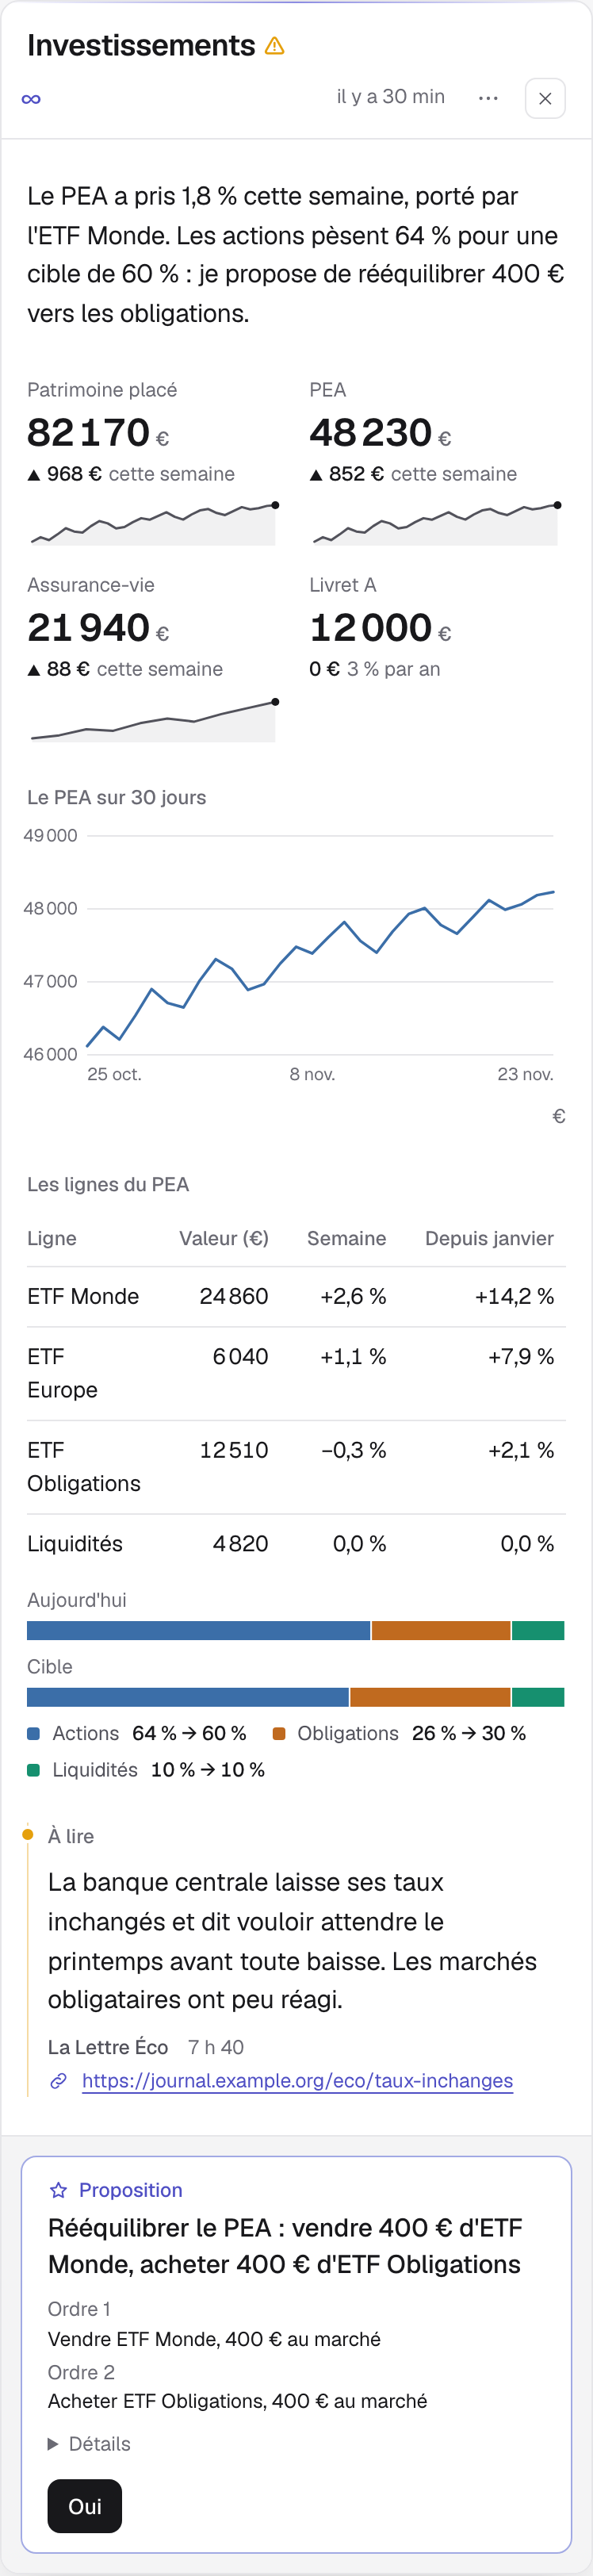 Investissements
il y a 30 min
Le PEA a pris 1,8 % cette semaine, porté par
l'ETF Monde. Les actions pèsent 64 % pour une
cible de 60 % : je propose de rééquilibrer 400 €
vers les obligations.
Patrimoine placé
82 170 €
▲ 968 € cette semaine
PEA
48 230 €
▲ 852 € cette semaine
Assurance-vie
21 940 €
▲ 88 € cette semaine
Livret A
12 000 €
0 € 3 % par an
Le PEA sur 30 jours
49 000
48 000
47 000
46 000
25 oct. 8 nov. 23 nov.
€
Les lignes du PEA
Ligne Valeur (€) Semaine Depuis janvier
ETF Monde 24 860 +2,6 % +14,2 %
ETF 6 040 +1,1 % +7,9 %
Europe
ETF 12 510 −0,3 % +2,1 %
Obligations
Liquidités 4 820 0,0 % 0,0 %
Aujourd'hui
Cible
Actions 64 % → 60 % Obligations 26 % → 30 %
Liquidités 10 % → 10 %
À lire
La banque centrale laisse ses taux
inchangés et dit vouloir attendre le
printemps avant toute baisse. Les marchés
obligataires ont peu réagi.
La Lettre Éco 7 h 40
https://journal.example.org/eco/taux-inchanges
Proposition
Rééquilibrer le PEA : vendre 400 € d'ETF
Monde, acheter 400 € d'ETF Obligations
Ordre 1
Vendre ETF Monde, 400 € au marché
Ordre 2
Acheter ETF Obligations, 400 € au marché
▶ Détails
Oui